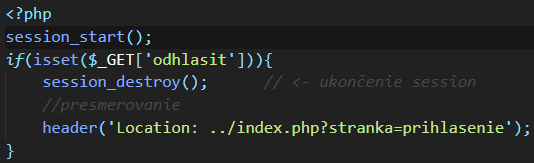 <?php
session_start();
if(isset($_GET['odhlasit'])){
    session_destroy();      // <- ukončenie session
    //presmerovanie
    header('Location: ../index.php?stranka=prihlasenie');
}